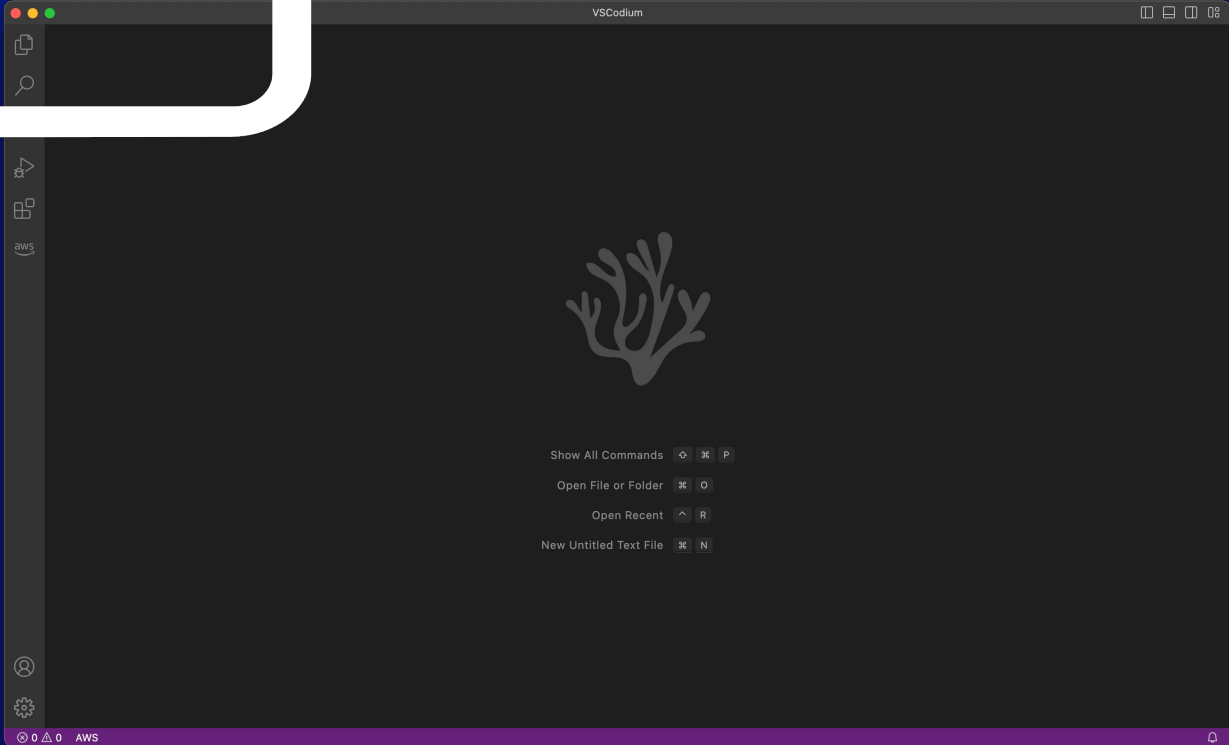 VSCodium
aws
Show All Commands ⇧ ⌘ P
Open File or Folder ⌘ O
Open Recent ^ R
New Untitled Text File ⌘ N
0 0 AWS